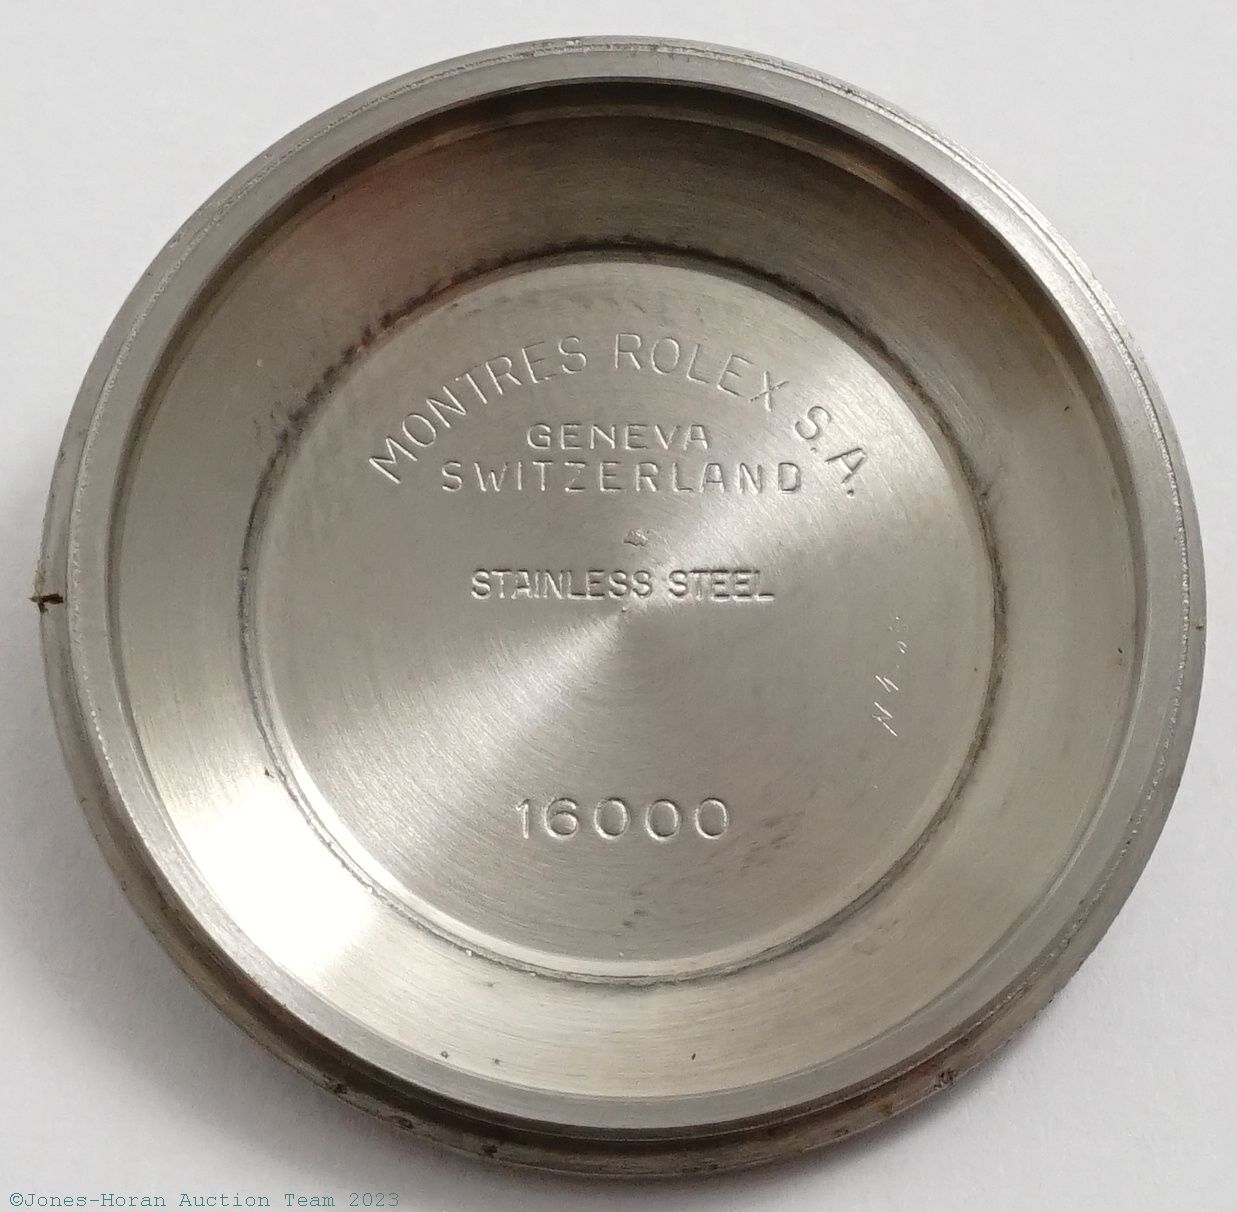 MONTRES ROLEX S.A.
GENEVA
SWITZERLAND
STAINLESS STEEL
16000
©Jones-Horan Auction Team 2023